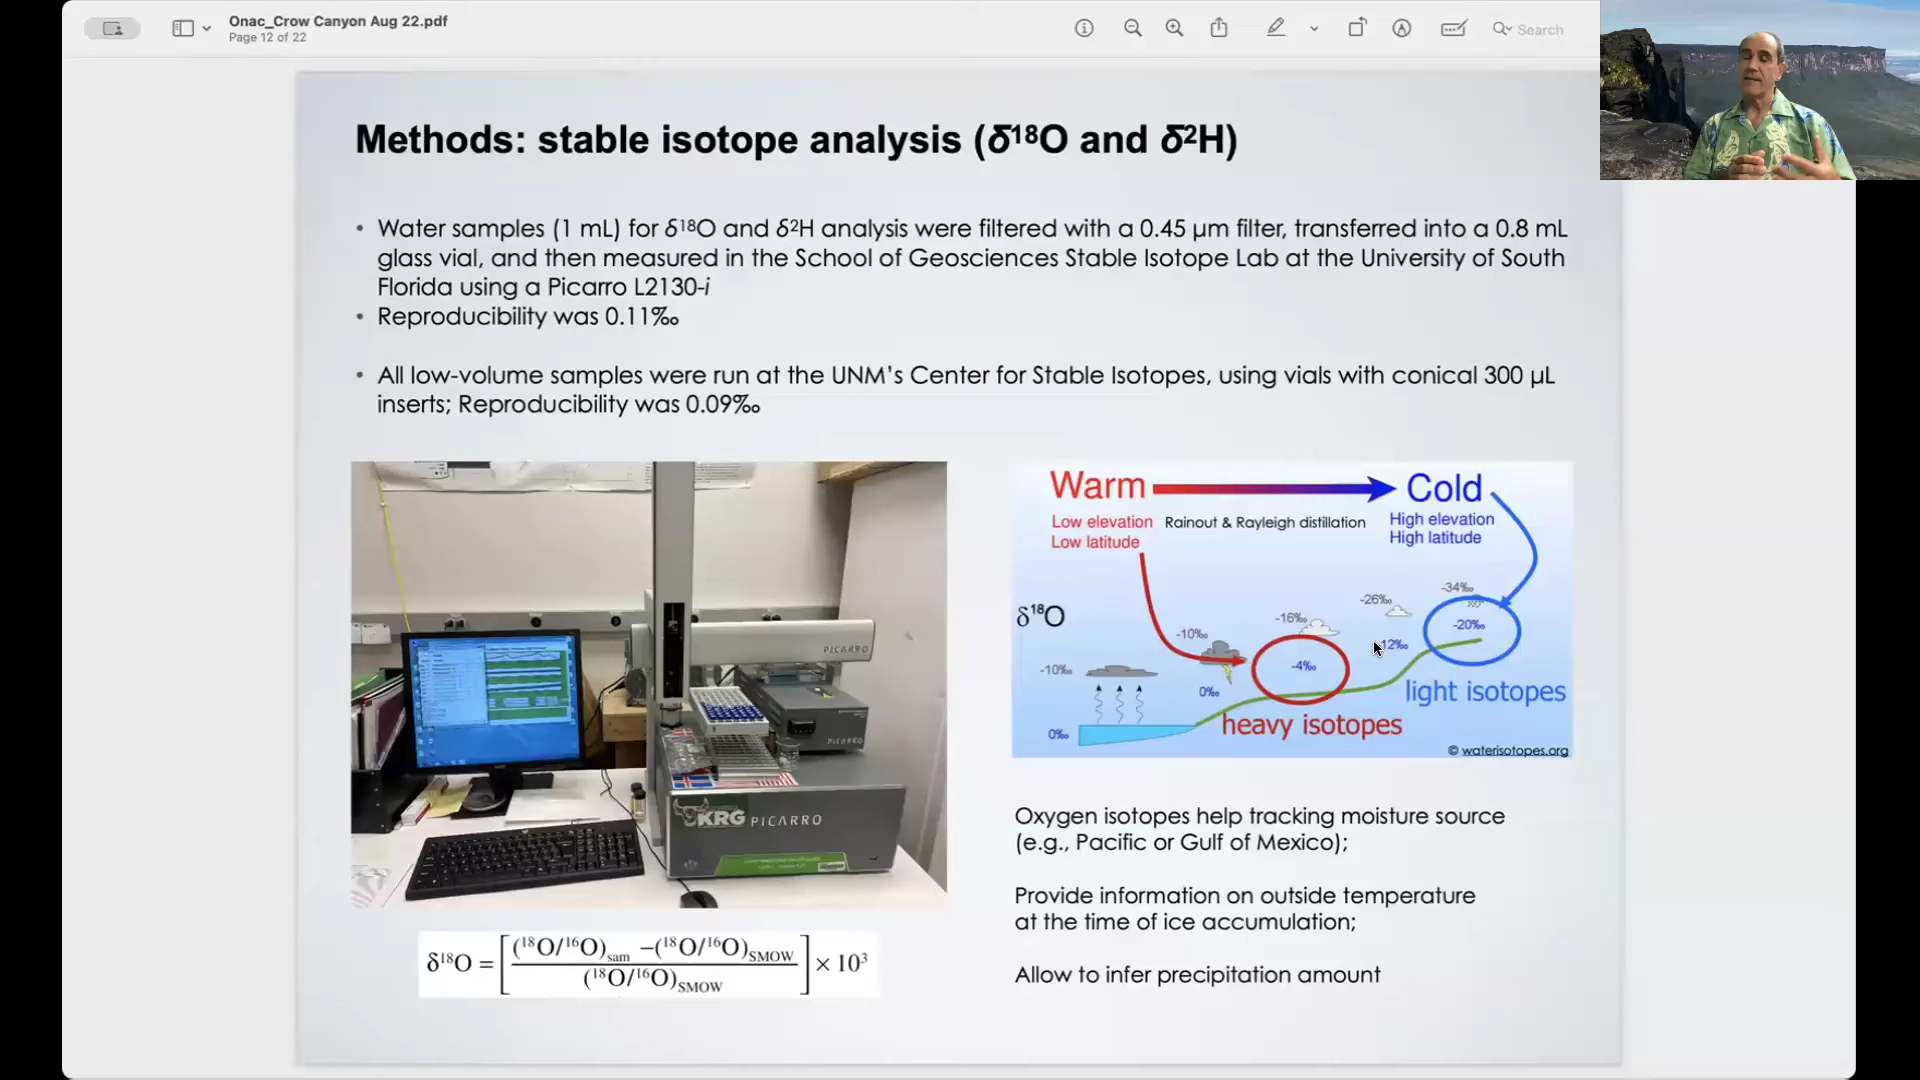 Onac_Crow Canyon Aug 22.pdf
Page 12 of 22
Search
Methods: stable isotope analysis (δ¹⁸O and δ²H)
• Water samples (1 mL) for δ¹⁸O and δ²H analysis were filtered with a 0.45 µm filter, transferred into a 0.8 mL
glass vial, and then measured in the School of Geosciences Stable Isotope Lab at the University of South
Florida using a Picarro L2130-i
• Reproducibility was 0.11‰
• All low-volume samples were run at the UNM's Center for Stable Isotopes, using vials with conical 300 µL
inserts; Reproducibility was 0.09‰
PICARRO
PICARRO
KRG PICARRO
δ¹⁸O = [((¹⁸O/¹⁶O)sam −(¹⁸O/¹⁶O)SMOW) / (¹⁸O/¹⁶O)SMOW] × 10³
Warm
Cold
Low elevation
Low latitude
Rainout & Rayleigh distillation
High elevation
High latitude
δ¹⁸O
-34‰
-26‰
-16‰
-20‰
-10‰
12‰
-10‰
-4‰
0‰
0‰
light isotopes
heavy isotopes
© waterisotopes.org
Oxygen isotopes help tracking moisture source
(e.g., Pacific or Gulf of Mexico);
Provide information on outside temperature
at the time of ice accumulation;
Allow to infer precipitation amount